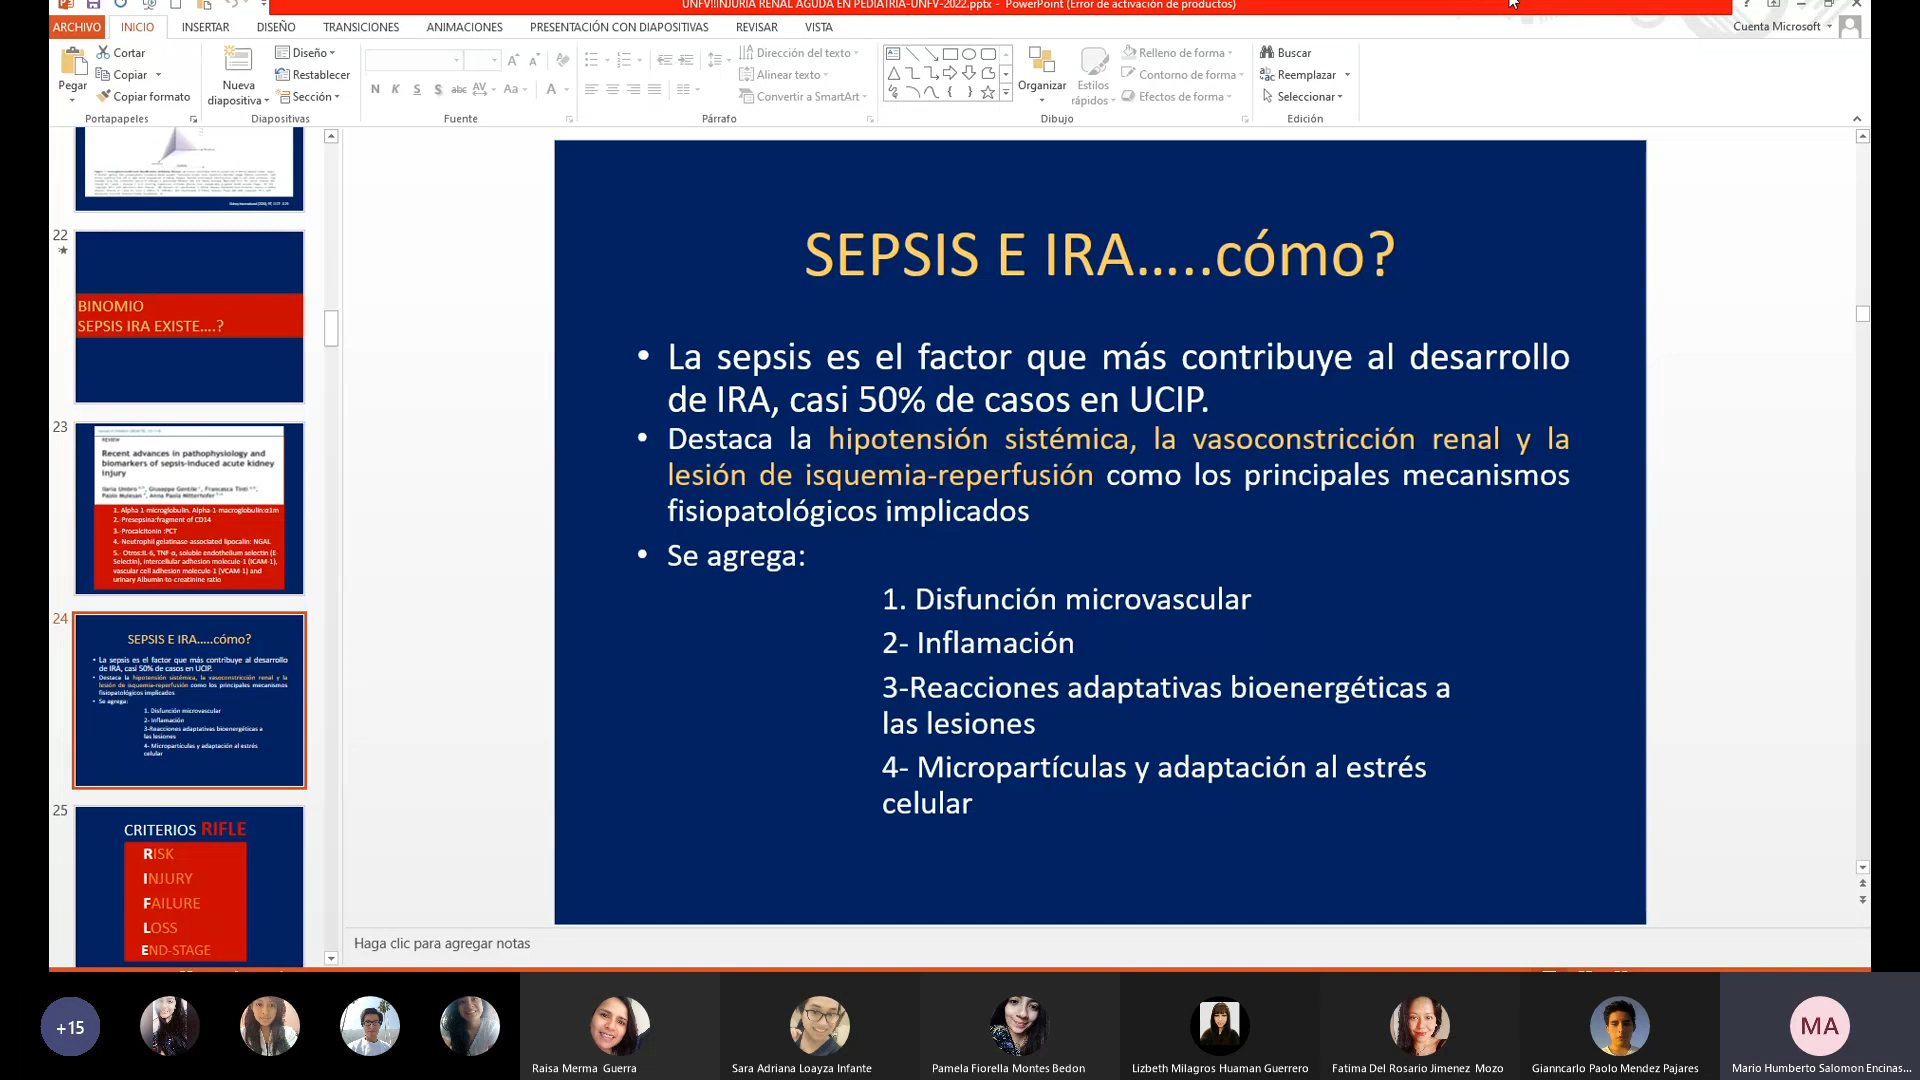 UNFV!!INJURIA RENAL AGUDA EN PEDIATRIA-UNFV-2022.pptx - PowerPoint (Error de activación de productos)
ARCHIVO INICIO INSERTAR DISEÑO TRANSICIONES ANIMACIONES PRESENTACIÓN CON DIAPOSITIVAS REVISAR VISTA
Cuenta Microsoft
Pegar
Cortar
Copiar
Copiar formato
Portapapeles
Nueva
diapositiva
Diseño
Restablecer
Sección
Diapositivas
N K S S abc AV Aa A
Fuente
Dirección del texto
Alinear texto
Convertir a SmartArt
Párrafo
Organizar
Estilos
rápidos
Relleno de forma
Contorno de forma
Efectos de forma
Dibujo
Buscar
Reemplazar
Seleccionar
Edición
22
BINOMIO
SEPSIS IRA EXISTE....?
23
REVIEW
Recent advances in pathophysiology and
biomarkers of sepsis-induced acute kidney
injury
1. Alpha 1 microglobulin. Alpha-1-macroglobulin:α1m
2.- Presepsina:fragment of CD14
3.- Procalcitonin :PCT
4.- Neutrophil gelatinase-associated lipocalin: NGAL
5.- Otros:IL-6, TNF-α, soluble endothelium selectin (E
Selectin), intercellular adhesion molecule-1 (ICAM-1),
vascular cell adhesion molecule-1 (VCAM-1) and
urinary Albumin-to creatinine ratio
24
SEPSIS E IRA.....cómo?
• La sepsis es el factor que más contribuye al desarrollo
de IRA, casi 50% de casos en UCIP.
• Destaca la hipotensión sistémica, la vasoconstricción renal y la
lesión de isquemia-reperfusión como los principales mecanismos
fisiopatológicos implicados
• Se agrega:
1. Disfunción microvascular
2- Inflamación
3-Reacciones adaptativas bioenergéticas a
las lesiones
4- Micropartículas y adaptación al estrés
celular
25
CRITERIOS RIFLE
RISK
INJURY
FAILURE
LOSS
END-STAGE
SEPSIS E IRA.....cómo?
• La sepsis es el factor que más contribuye al desarrollo
de IRA, casi 50% de casos en UCIP.
• Destaca la hipotensión sistémica, la vasoconstricción renal y la
lesión de isquemia-reperfusión como los principales mecanismos
fisiopatológicos implicados
• Se agrega:
1. Disfunción microvascular
2- Inflamación
3-Reacciones adaptativas bioenergéticas a
las lesiones
4- Micropartículas y adaptación al estrés
celular
Haga clic para agregar notas
+15
Raisa Merma Guerra
Sara Adriana Loayza Infante
Pamela Fiorella Montes Bedon
Lizbeth Milagros Huaman Guerrero
Fatima Del Rosario Jimenez Mozo
Gianncarlo Paolo Mendez Pajares
MA
Mario Humberto Salomon Encinas...